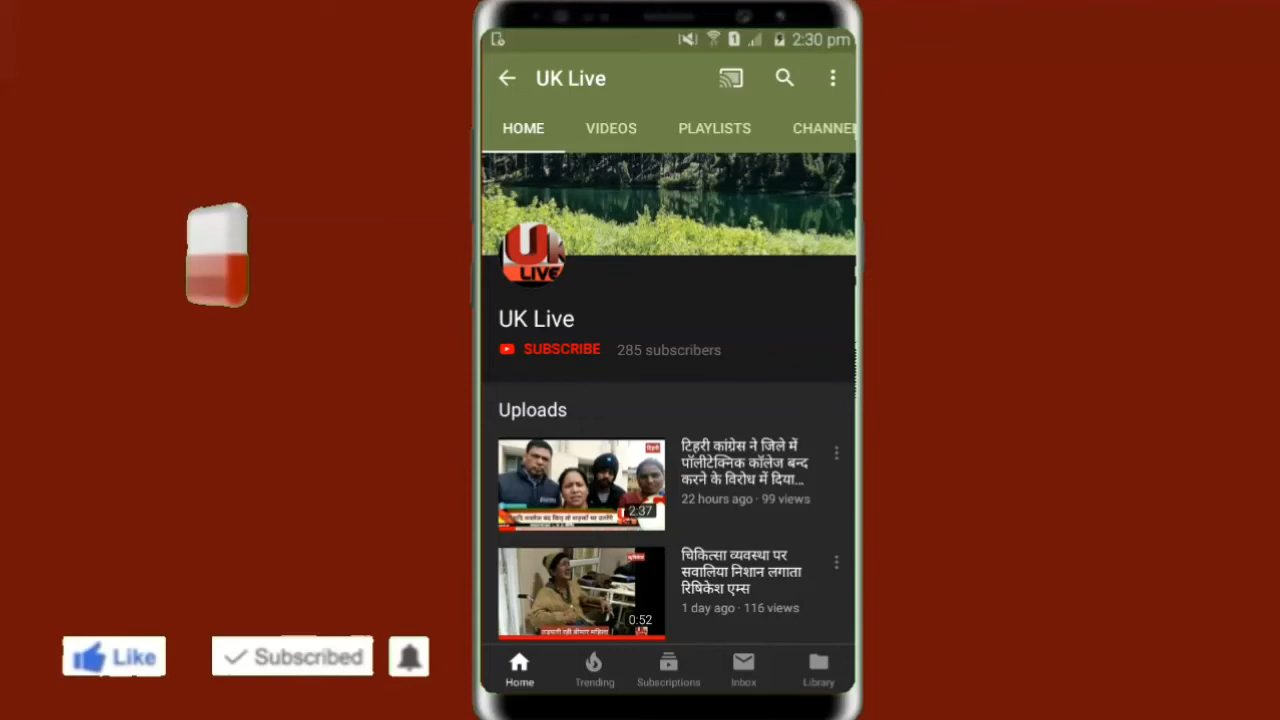 2:30 pm
UK Live
HOME VIDEOS PLAYLISTS CHANNEL
UK
LIVE
UK Live
SUBSCRIBE 285 subscribers
Uploads
टिहरी कांग्रेस ने जिले में
पॉलीटेक्निक कॉलेज बन्द
करने के विरोध में दिया...
22 hours ago · 99 views
2:37
चिकित्सा व्यवस्था पर
सवालिया निशान लगाता
रिषिकेश एम्स
1 day ago · 116 views
0:52
Like
Subscribed
Home Trending Subscriptions Inbox Library